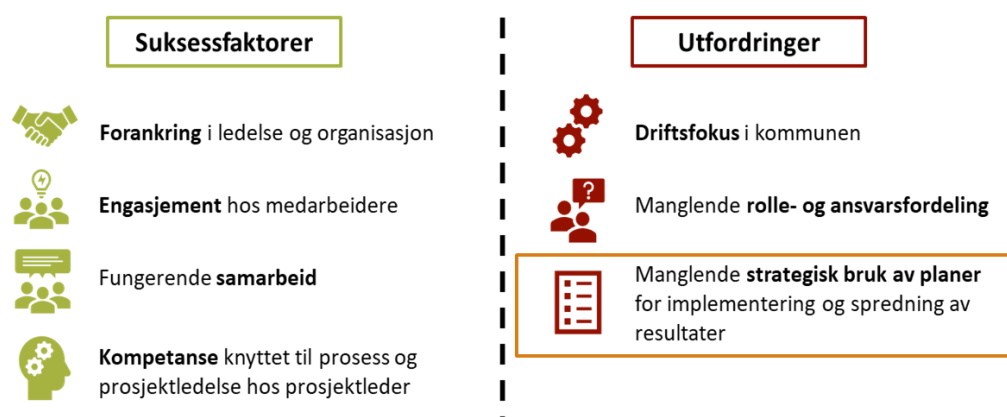 Suksessfaktorer
Forankring i ledelse og organisasjon
Engasjement hos medarbeidere
Fungerende samarbeid
Kompetanse knyttet til prosess og
prosjektledelse hos prosjektleder
Utfordringer
Driftsfokus i kommunen
?
Manglende rolle- og ansvarsfordeling
Manglende strategisk bruk av planer
for implementering og spredning av
resultater